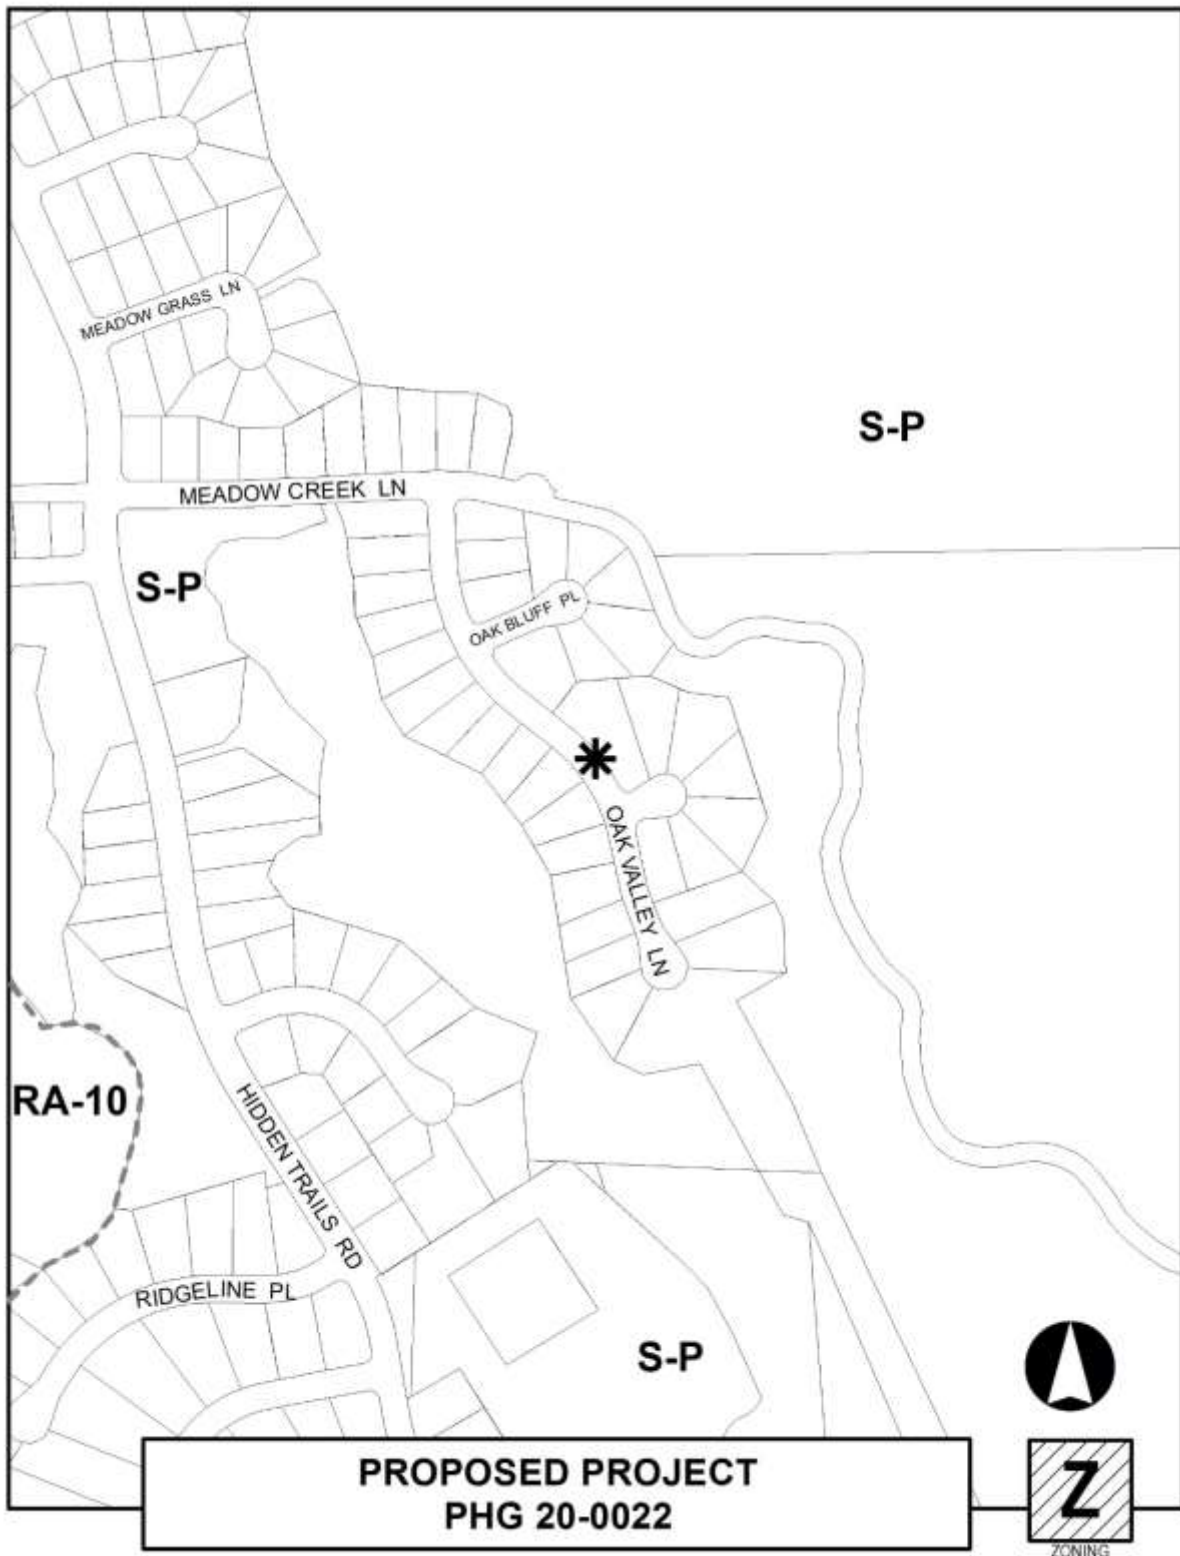 MEADOW GRASS LN
S-P
MEADOW CREEK LN
S-P
OAK BLUFF PL
OAK VALLEY LN
RA-10
HIDDEN TRAILS RD
RIDGELINE PL
S-P
PROPOSED PROJECT
PHG 20-0022
Z
ZONING